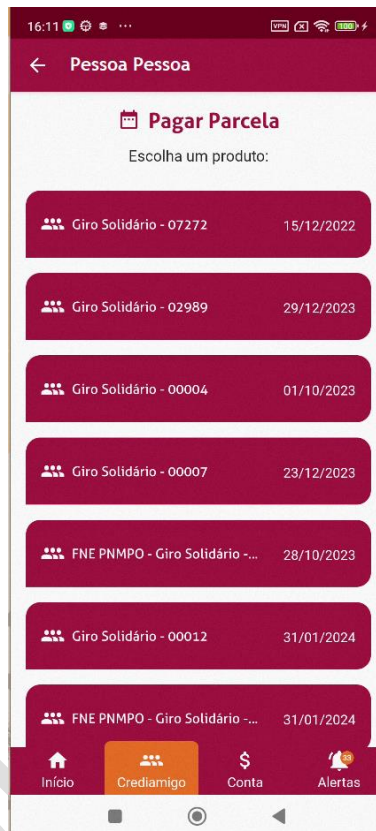 16:11 ... VPN 100
Pessoa Pessoa
Pagar Parcela
Escolha um produto:
Giro Solidário - 07272 15/12/2022
Giro Solidário - 02989 29/12/2023
Giro Solidário - 00004 01/10/2023
Giro Solidário - 00007 23/12/2023
FNE PNMPO - Giro Solidário -... 28/10/2023
Giro Solidário - 00012 31/01/2024
FNE PNMPO - Giro Solidário -... 31/01/2024
33
Início Crediamigo Conta Alertas